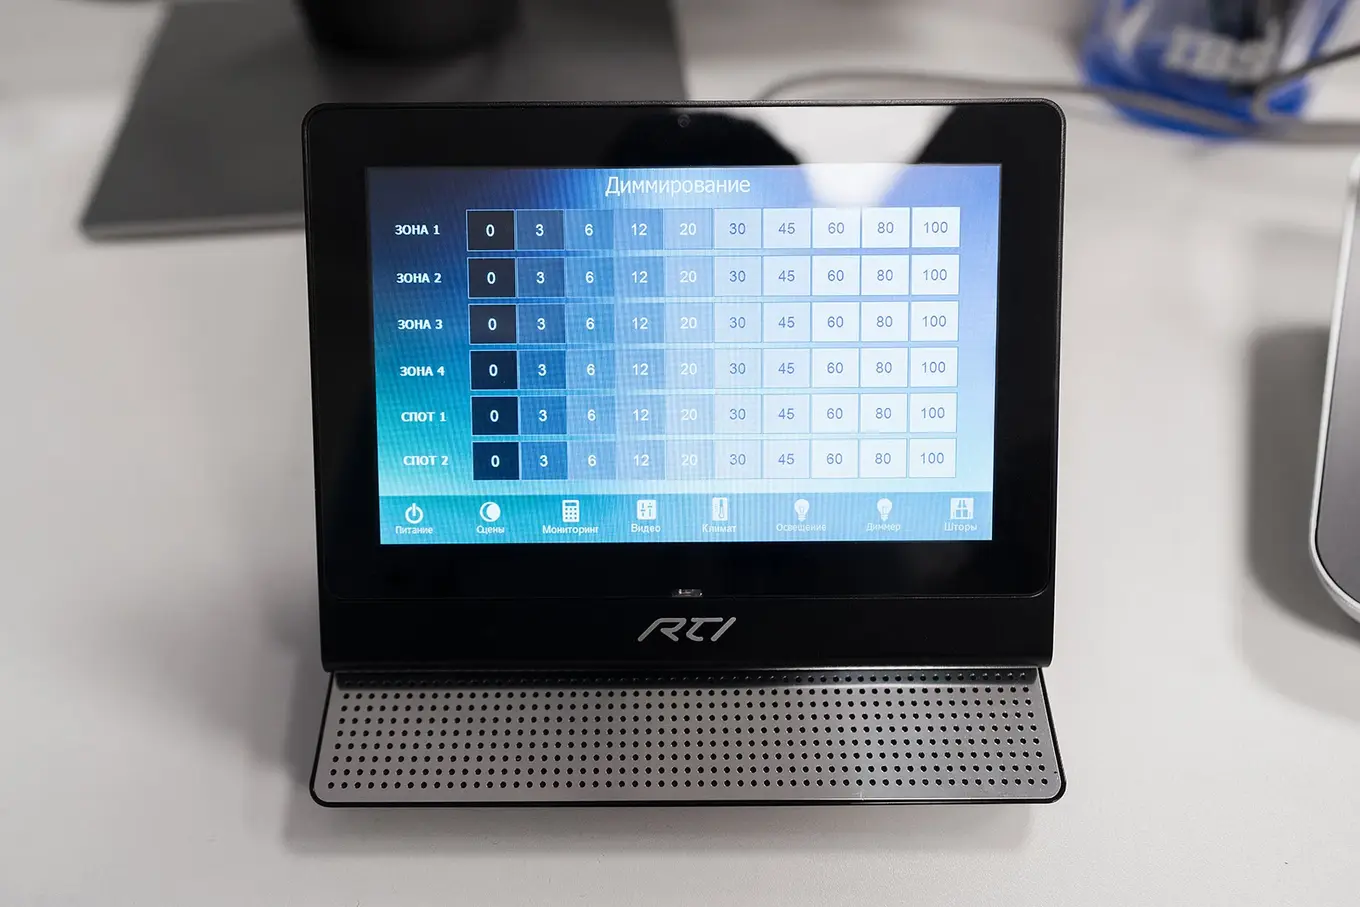 Диммирование
ЗОНА 1 0 3 6 12 20 30 45 60 80 100
ЗОНА 2 0 3 6 12 20 30 45 60 80 100
ЗОНА 3 0 3 6 12 20 30 45 60 80 100
ЗОНА 4 0 3 6 12 20 30 45 60 80 100
СПОТ 1 0 3 6 12 20 30 45 60 80 100
СПОТ 2 0 3 6 12 20 30 45 60 80 100
Питание Сцены Мониторинг Видео Климат Освещение Диммер Шторы
RTI